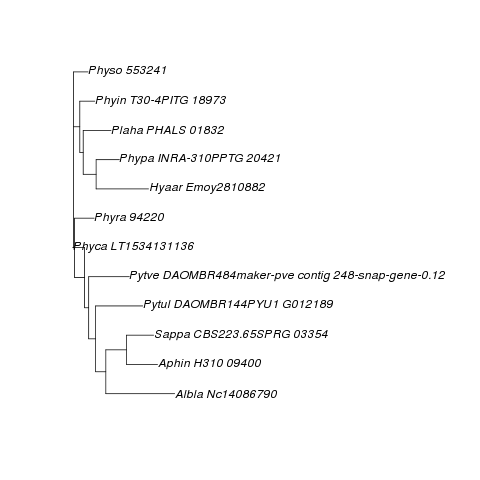 Physo 553241
Phyin T30-4PITG 18973
Plaha PHALS 01832
Phypa INRA-310PPTG 20421
Hyaar Emoy2810882
Phyra 94220
Phyca LT1534131136
Pytve DAOMBR484maker-pve contig 248-snap-gene-0.12
Pytul DAOMBR144PYU1 G012189
Sappa CBS223.65SPRG 03354
Aphin H310 09400
Albla Nc14086790